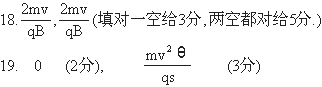 18. 2mv/qB , 2mv/qB (填对一空给3分,两空都对给5分.)
19. 0 (2分), mv²θ/qs (3分)